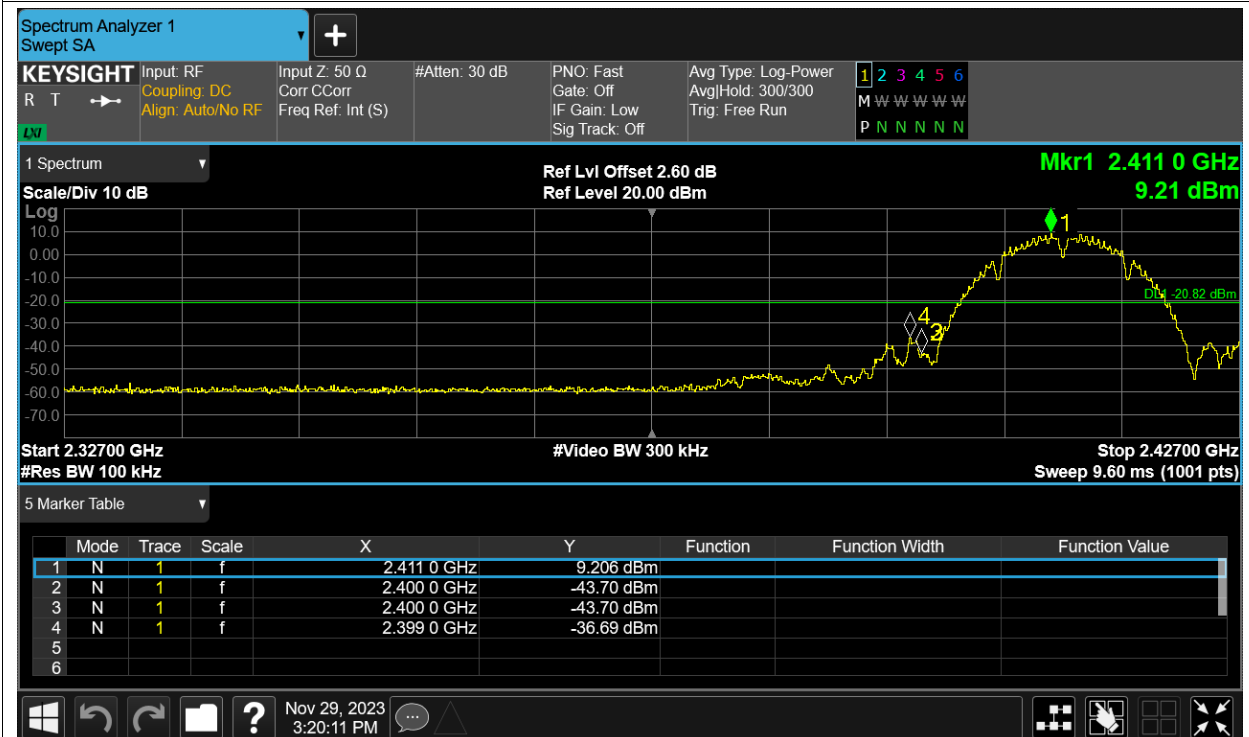 Spectrum Analyzer 1
Swept SA
+
KEYSIGHT Input: RF Input Z: 50 Ω #Atten: 30 dB PNO: Fast Avg Type: Log-Power 1 2 3 4 5 6
R T Coupling: DC Corr CCorr Gate: Off Avg|Hold: 300/300 M W W W W W
Align: Auto/No RF Freq Ref: Int (S) IF Gain: Low Trig: Free Run
LXI Sig Track: Off P N N N N N
1 Spectrum
Ref Lvl Offset 2.60 dB Mkr1 2.411 0 GHz
Scale/Div 10 dB Ref Level 20.00 dBm 9.21 dBm
Log
1
10.0
0.00
-10.0
DL1 -20.82 dBm
-20.0
4
-30.0
2
-40.0
-50.0
-60.0
-70.0
Start 2.32700 GHz #Video BW 300 kHz Stop 2.42700 GHz
#Res BW 100 kHz Sweep 9.60 ms (1001 pts)
5 Marker Table
Mode Trace Scale X Y Function Function Width Function Value
1 N 1 f 2.411 0 GHz 9.206 dBm
2 N 1 f 2.400 0 GHz -43.70 dBm
3 N 1 f 2.400 0 GHz -43.70 dBm
4 N 1 f 2.399 0 GHz -36.69 dBm
5
6
? Nov 29, 2023
3:20:11 PM